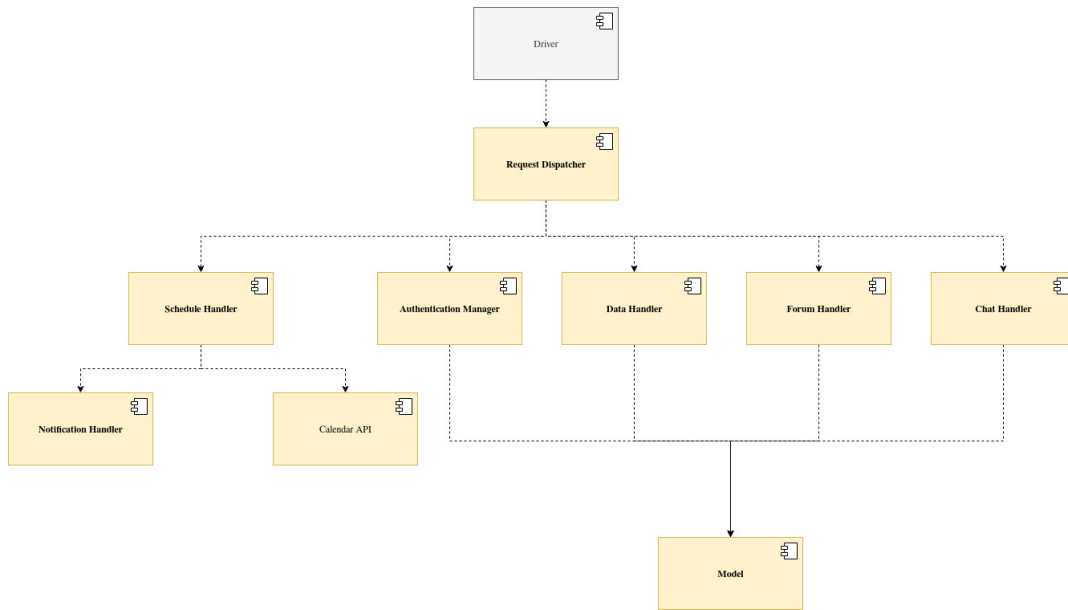 Driver
Request Dispatcher
Schedule Handler
Authentication Manager
Data Handler
Forum Handler
Chat Handler
Notification Handler
Calendar API
Model